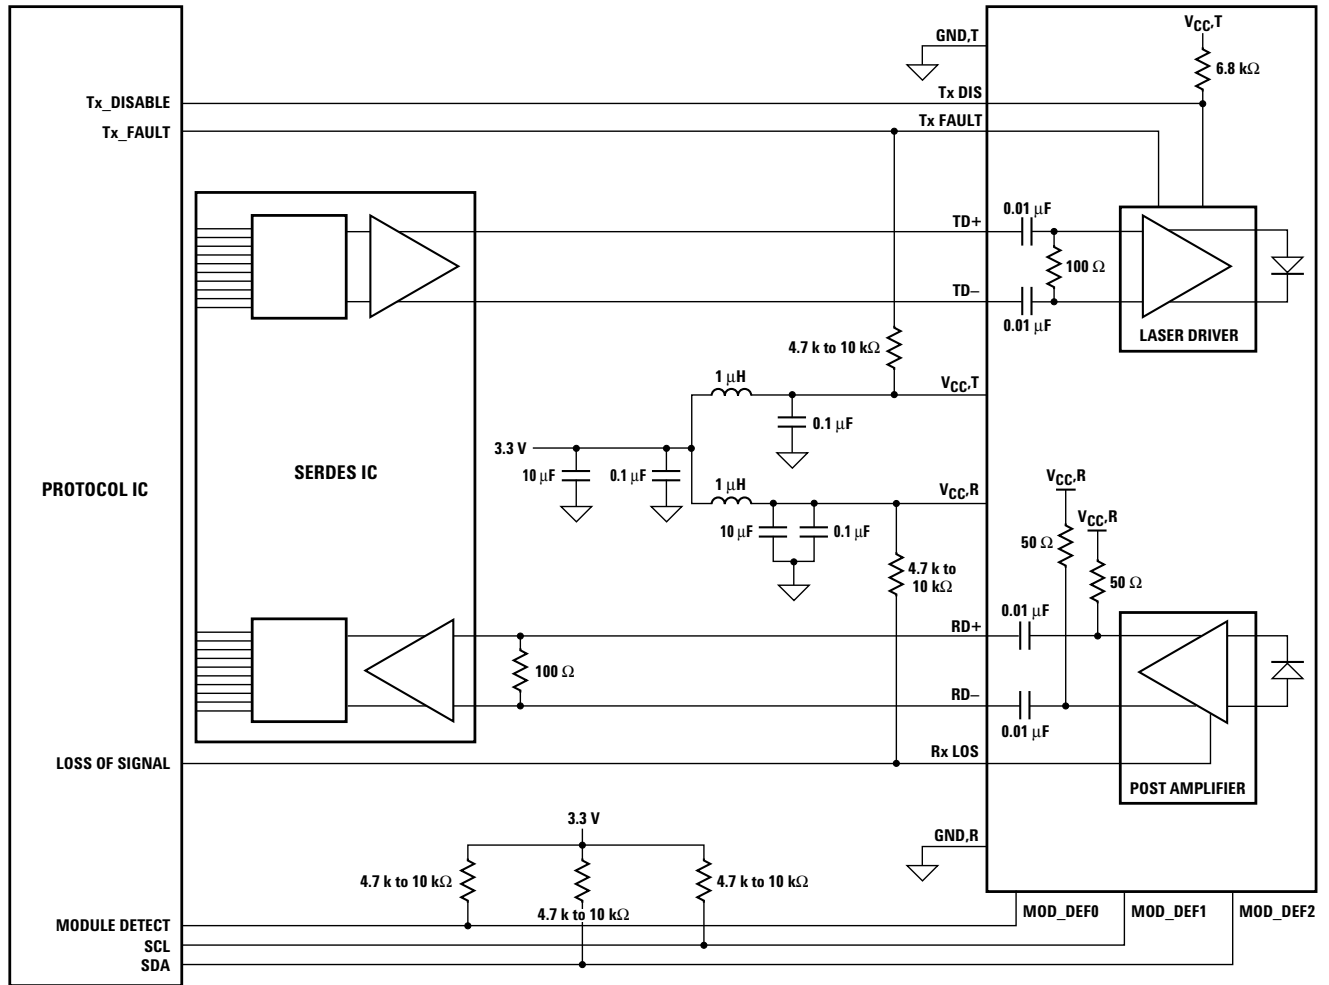 V_CC,T
GND,T
6.8 kΩ
Tx_DISABLE
Tx DIS
Tx_FAULT
Tx FAULT
0.01 μF
TD+
100 Ω
TD–
0.01 μF
LASER DRIVER
4.7 k to 10 kΩ
1 μH
V_CC,T
0.1 μF
3.3 V
10 μF
0.1 μF
SERDES IC
PROTOCOL IC
1 μH
V_CC,R
10 μF
0.1 μF
V_CC,R
V_CC,R
50 Ω
50 Ω
4.7 k to
10 kΩ
0.01 μF
RD+
100 Ω
RD–
0.01 μF
LOSS OF SIGNAL
Rx LOS
POST AMPLIFIER
3.3 V
GND,R
4.7 k to 10 kΩ
4.7 k to 10 kΩ
4.7 k to 10 kΩ
MODULE DETECT
SCL
SDA
MOD_DEF0
MOD_DEF1
MOD_DEF2